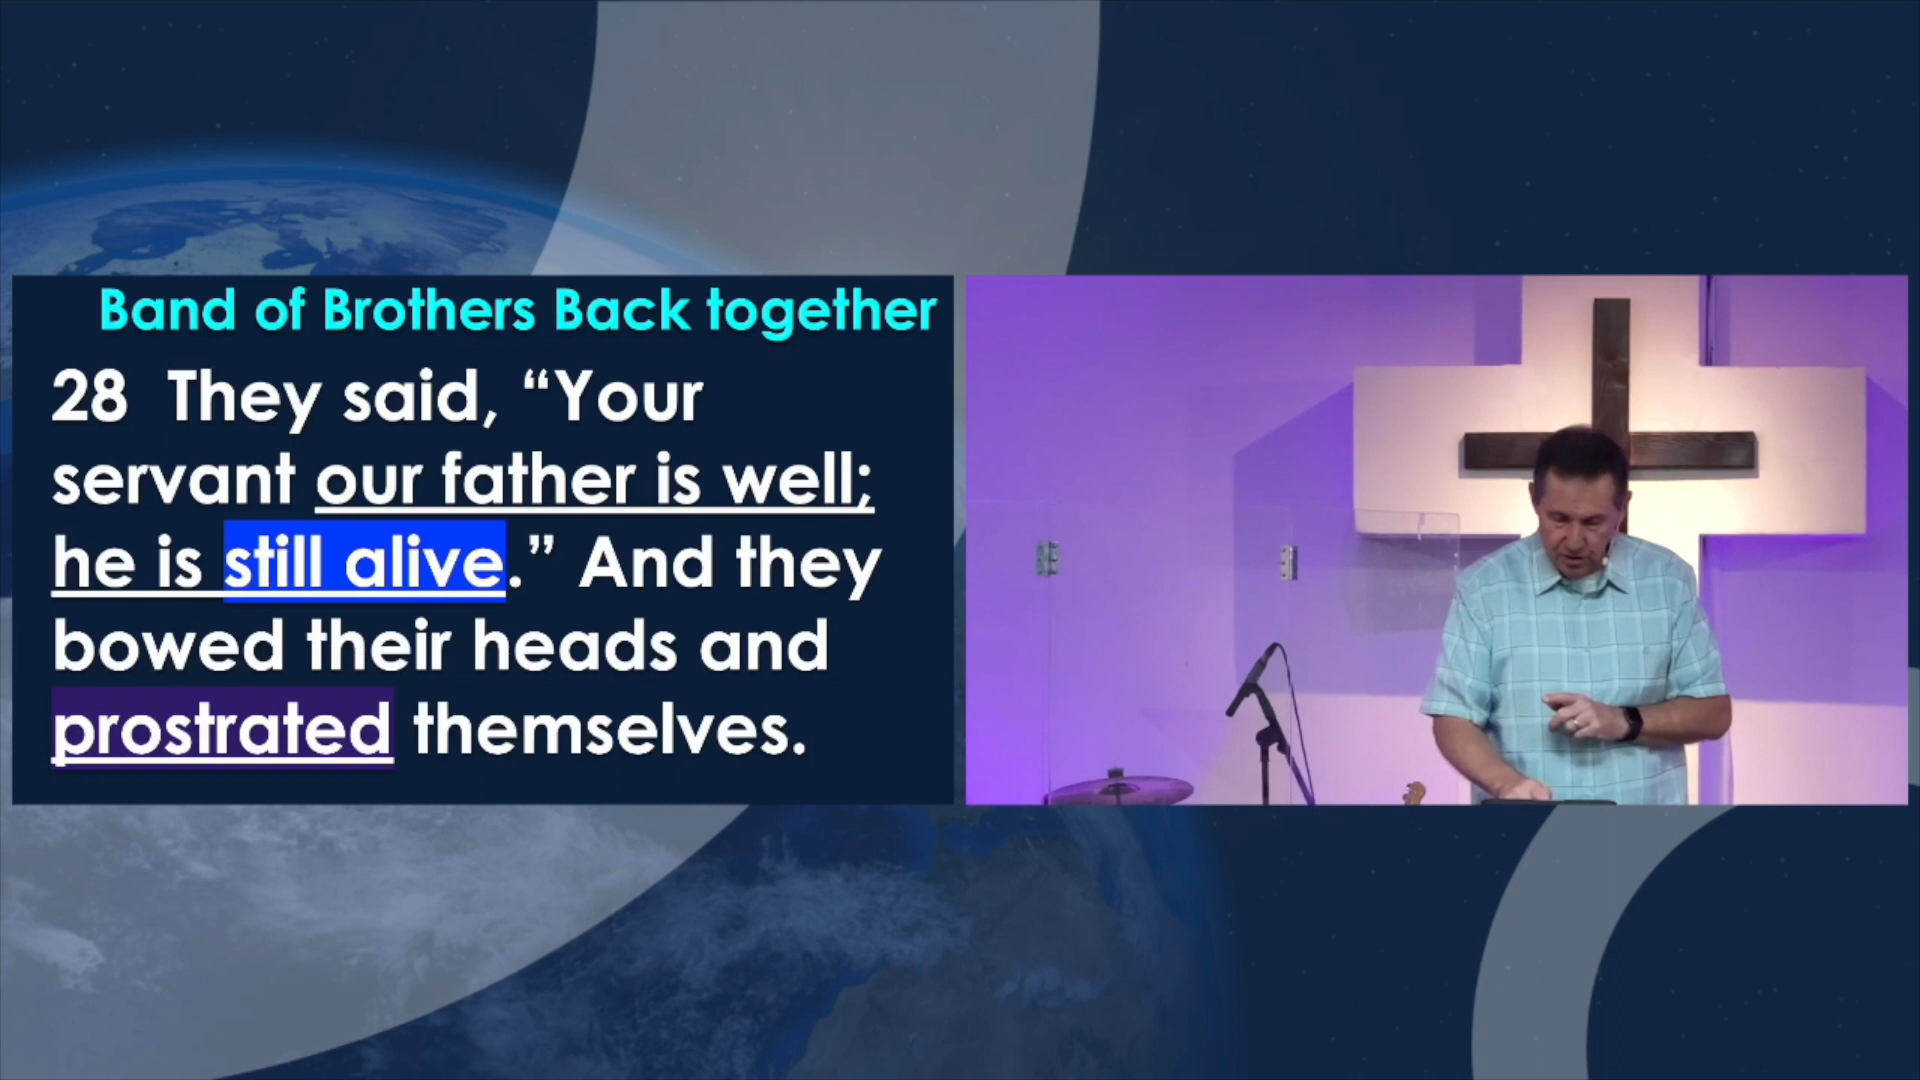 Band of Brothers Back together
28 They said, “Your
servant our father is well;
he is still alive.” And they
bowed their heads and
prostrated themselves.